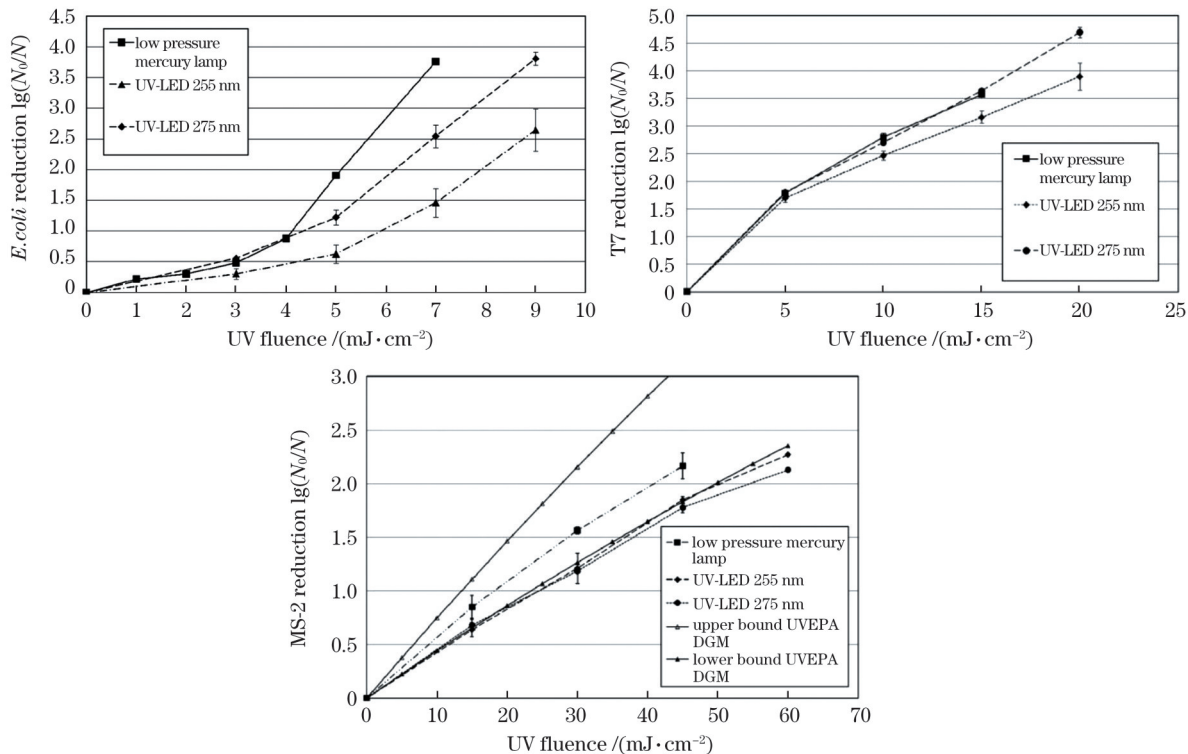 E.coli reduction lg(N₀/N)
4.5
4.0
3.5
3.0
2.5
2.0
1.5
1.0
0.5
0
0 1 2 3 4 5 6 7 8 9 10
UV fluence /(mJ·cm⁻²)
low pressure
mercury lamp
UV-LED 255 nm
UV-LED 275 nm
T7 reduction lg(N₀/N)
5.0
4.5
4.0
3.5
3.0
2.5
2.0
1.5
1.0
0.5
0
0 5 10 15 20 25
UV fluence /(mJ·cm⁻²)
low pressure
mercury lamp
UV-LED 255 nm
UV-LED 275 nm
MS-2 reduction lg(N₀/N)
3.0
2.5
2.0
1.5
1.0
0.5
0
0 10 20 30 40 50 60 70
UV fluence /(mJ·cm⁻²)
low pressure mercury
lamp
UV-LED 255 nm
UV-LED 275 nm
upper bound UVEPA
DGM
lower bound UVEPA
DGM